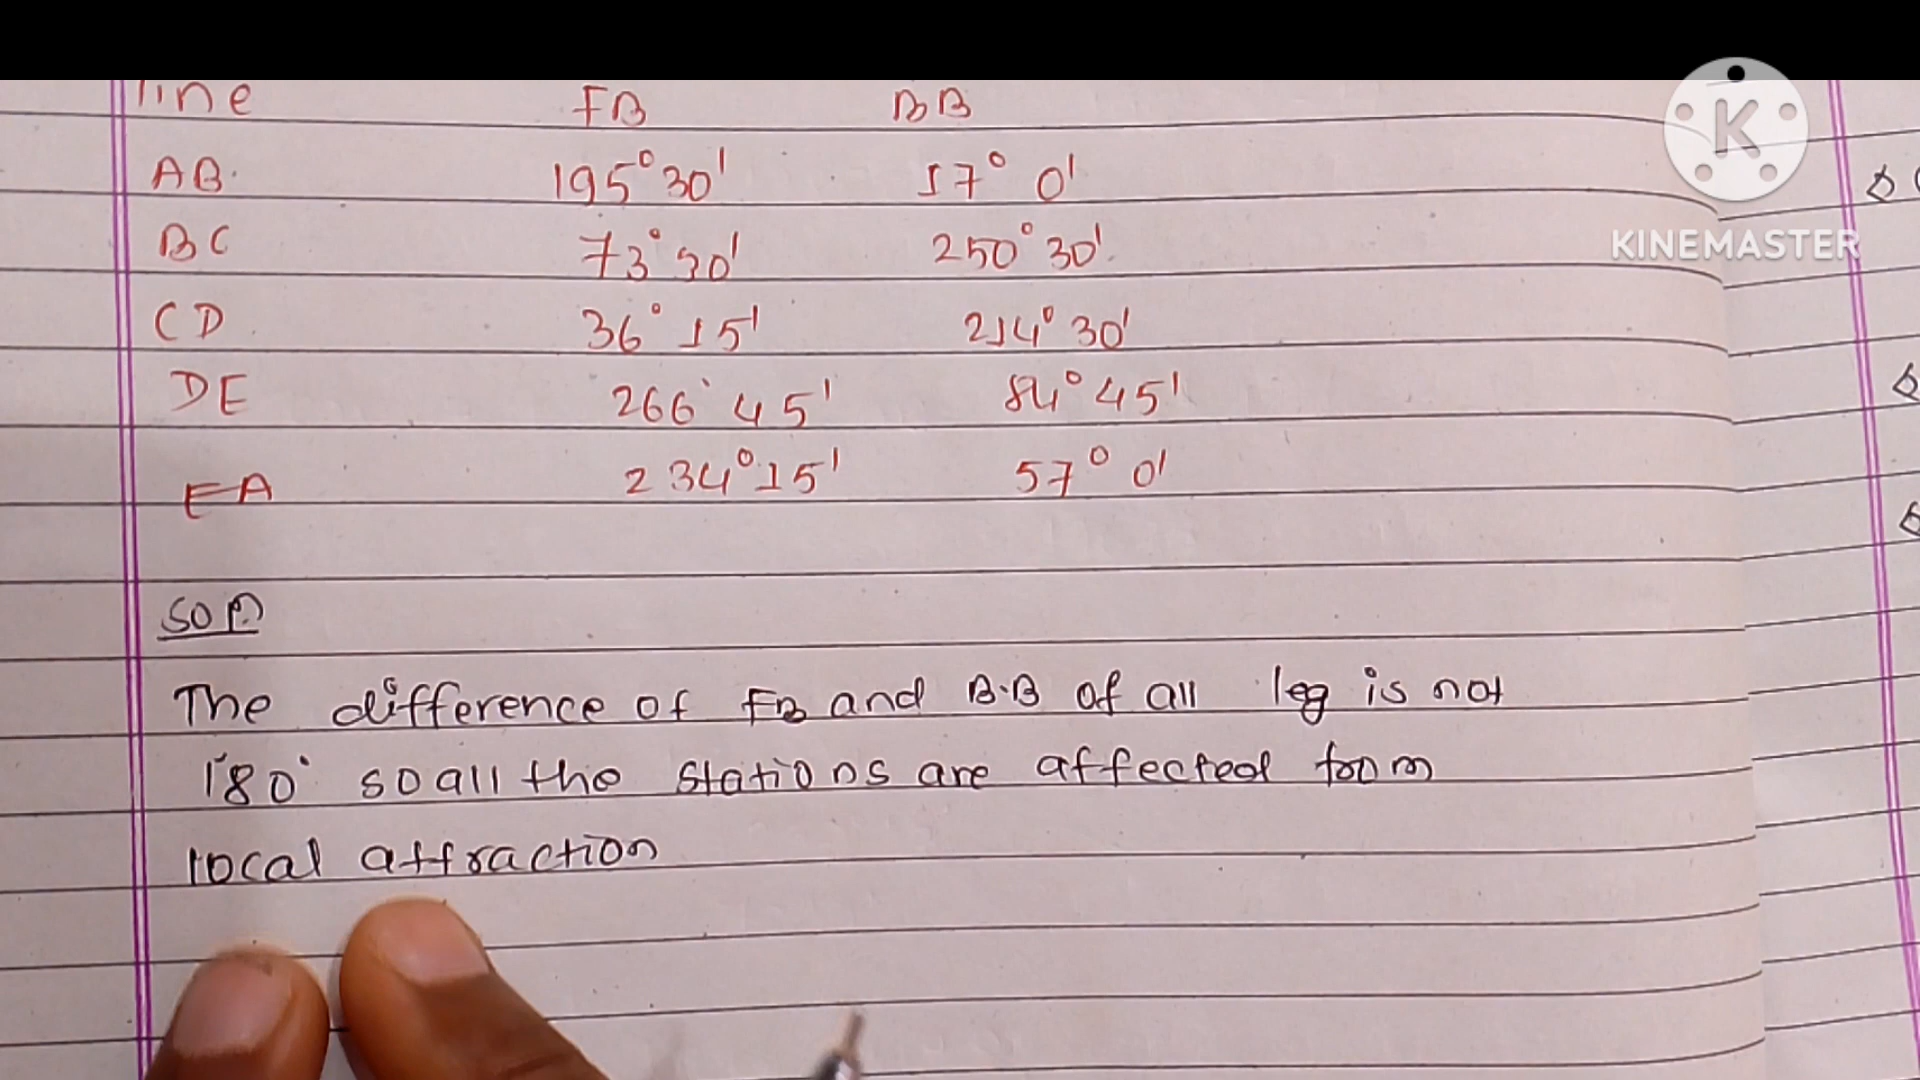 line FB BB
AB. 195°30' 17° 0'
BC 73°30' 250°30'
CD 36°15' 214°30'
DE 266°45' 84°45'
EA 234°15' 57° 0'
K
KINEMASTER
Soln
The difference of FB and B.B of all leg is not
180° so all the stations are affected from
local attraction